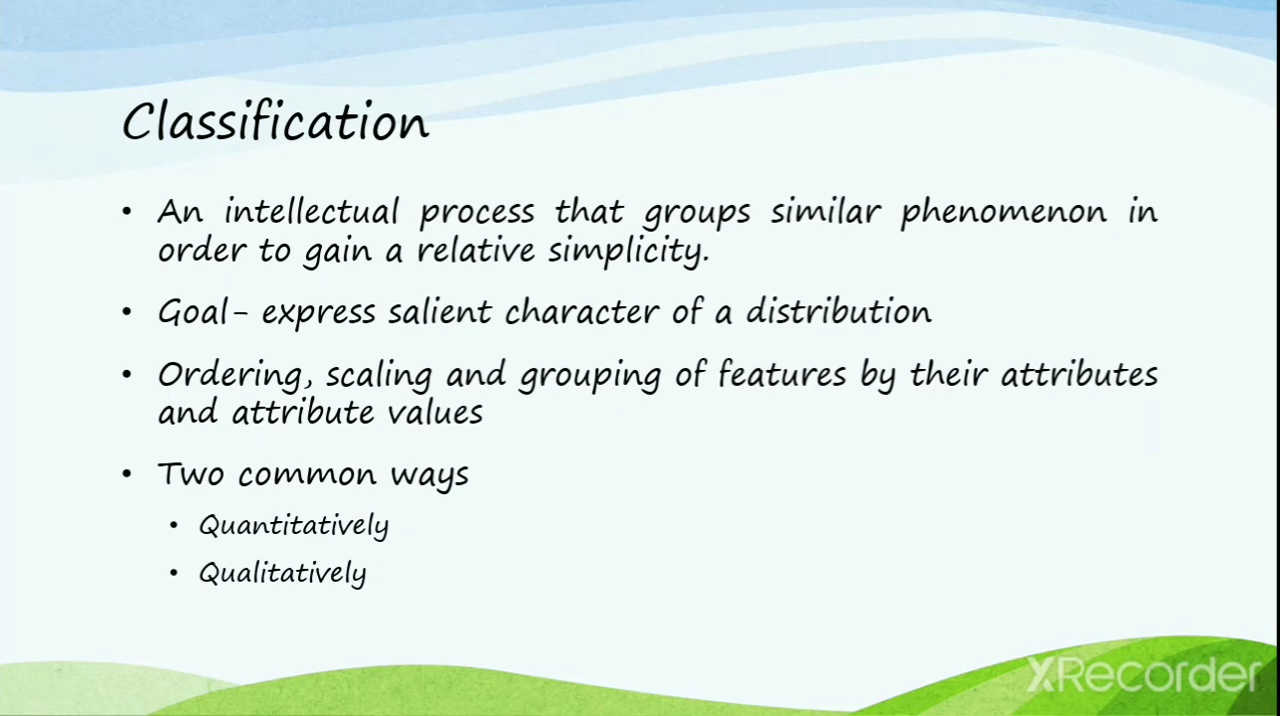 Classification
• An intellectual process that groups similar phenomenon in
order to gain a relative simplicity.
• Goal- express salient character of a distribution
• Ordering, scaling and grouping of features by their attributes
and attribute values
• Two common ways
• Quantitatively
• Qualitatively
XRecorder